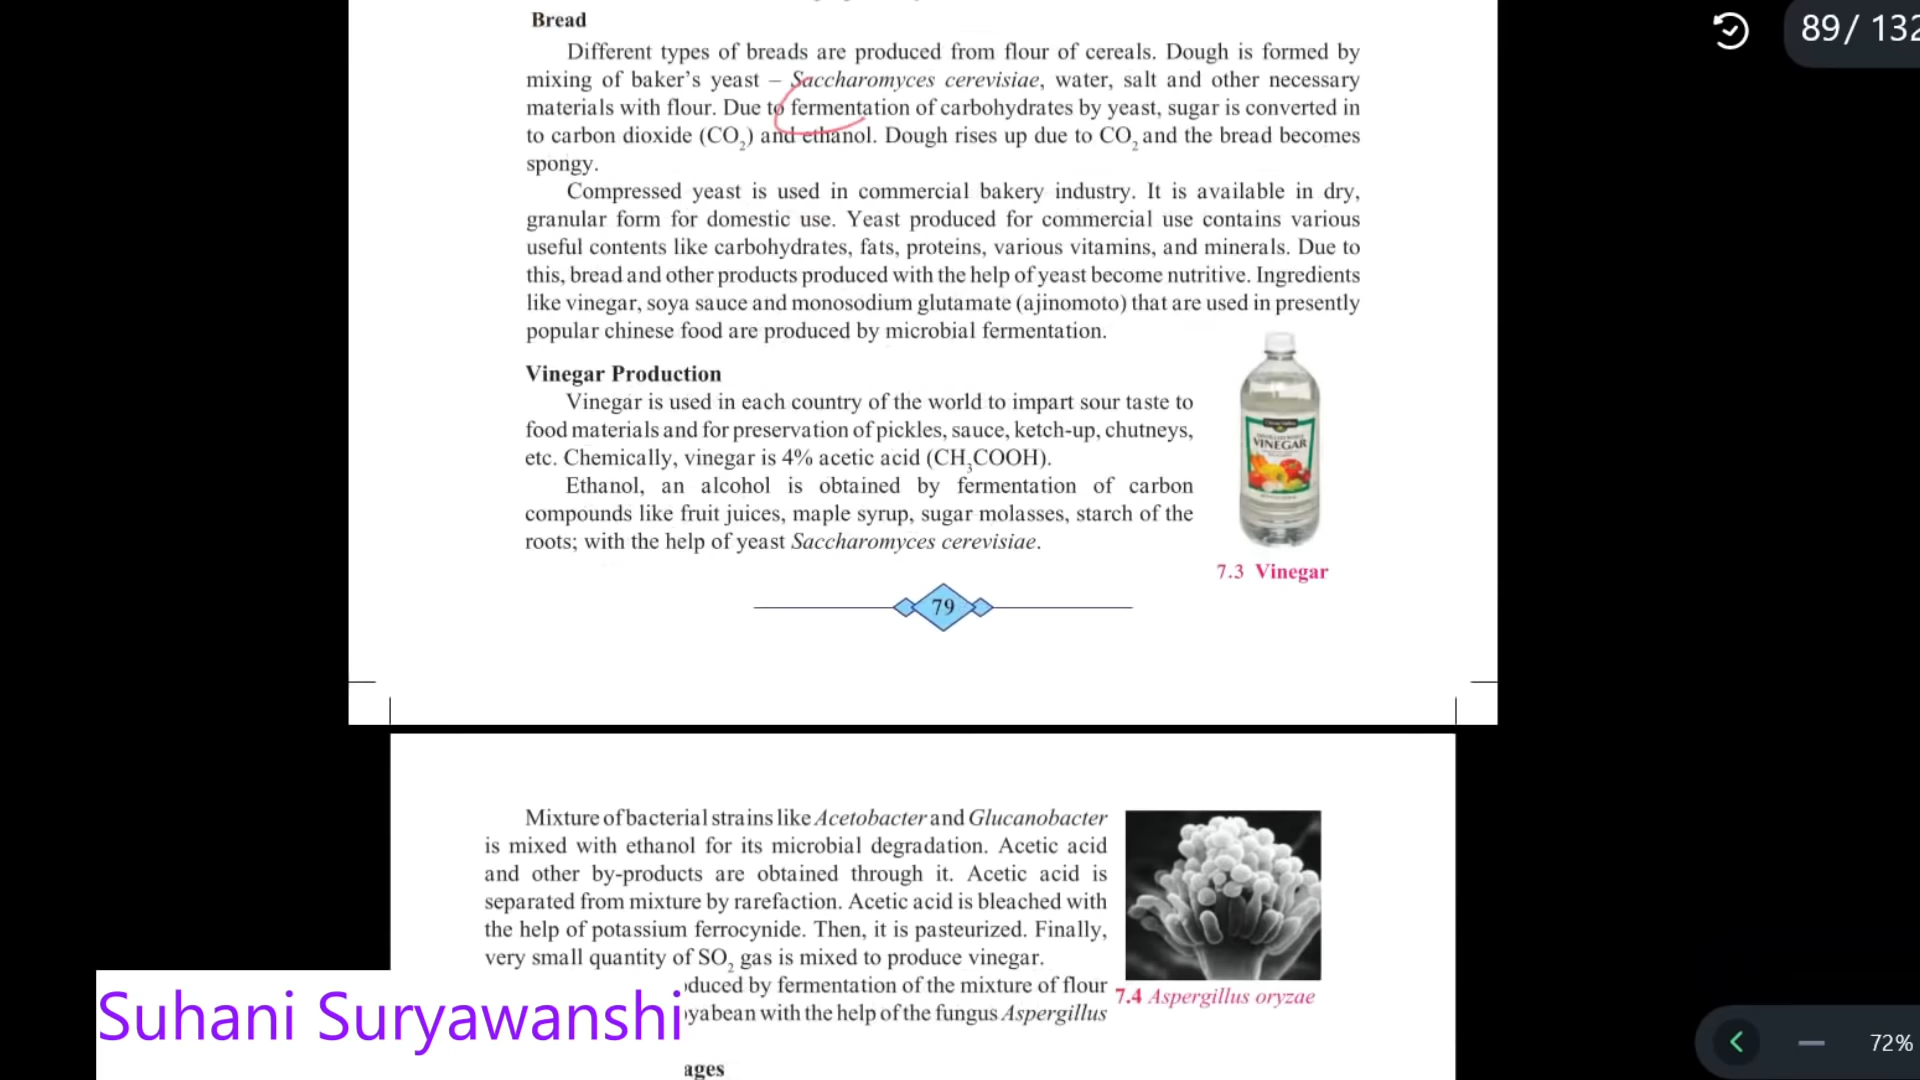 Bread
Different types of breads are produced from flour of cereals. Dough is formed by
mixing of baker's yeast – Saccharomyces cerevisiae, water, salt and other necessary
materials with flour. Due to fermentation of carbohydrates by yeast, sugar is converted in
to carbon dioxide (CO₂) and ethanol. Dough rises up due to CO₂ and the bread becomes
spongy.
Compressed yeast is used in commercial bakery industry. It is available in dry,
granular form for domestic use. Yeast produced for commercial use contains various
useful contents like carbohydrates, fats, proteins, various vitamins, and minerals. Due to
this, bread and other products produced with the help of yeast become nutritive. Ingredients
like vinegar, soya sauce and monosodium glutamate (ajinomoto) that are used in presently
popular chinese food are produced by microbial fermentation.
Vinegar Production
Vinegar is used in each country of the world to impart sour taste to
food materials and for preservation of pickles, sauce, ketch-up, chutneys,
etc. Chemically, vinegar is 4% acetic acid (CH₃COOH).
Ethanol, an alcohol is obtained by fermentation of carbon
compounds like fruit juices, maple syrup, sugar molasses, starch of the
roots; with the help of yeast Saccharomyces cerevisiae.
VINEGAR
7.3 Vinegar
79
Mixture of bacterial strains like Acetobacter and Glucanobacter
is mixed with ethanol for its microbial degradation. Acetic acid
and other by-products are obtained through it. Acetic acid is
separated from mixture by rarefaction. Acetic acid is bleached with
the help of potassium ferrocynide. Then, it is pasteurized. Finally,
very small quantity of SO₂ gas is mixed to produce vinegar.
duced by fermentation of the mixture of flour
yabean with the help of the fungus Aspergillus
7.4 Aspergillus oryzae
ages
Suhani Suryawanshi
89/ 132
72%